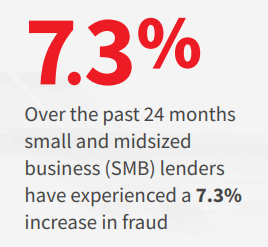 7.3%
Over the past 24 months
small and midsized
business (SMB) lenders
have experienced a 7.3%
increase in fraud